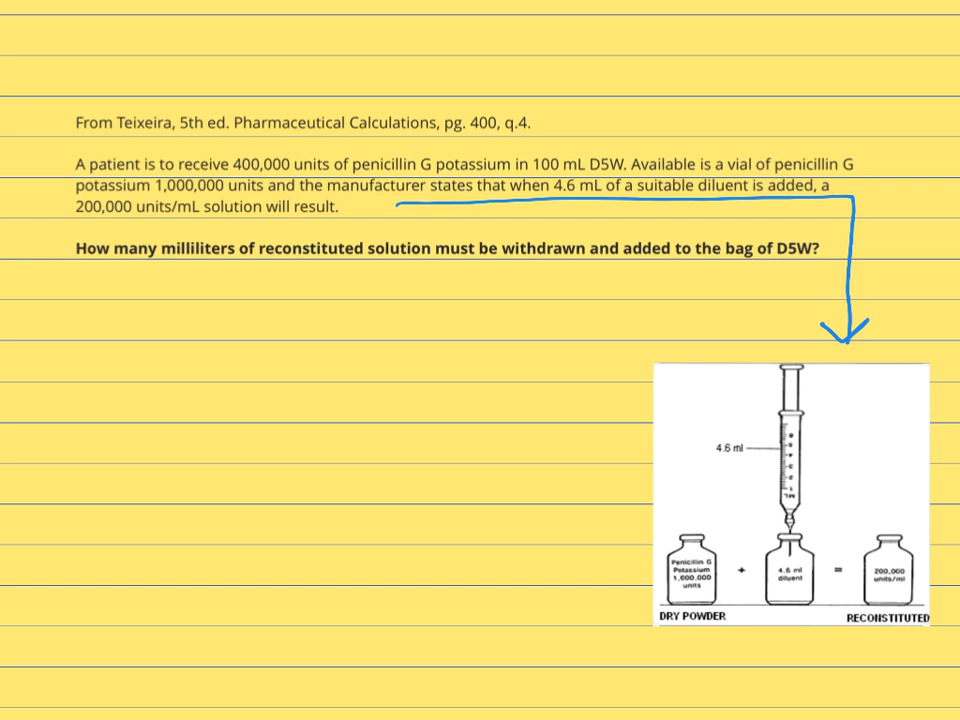 From Teixeira, 5th ed. Pharmaceutical Calculations, pg. 400, q.4.
A patient is to receive 400,000 units of penicillin G potassium in 100 mL D5W. Available is a vial of penicillin G
potassium 1,000,000 units and the manufacturer states that when 4.6 mL of a suitable diluent is added, a
200,000 units/mL solution will result.
How many milliliters of reconstituted solution must be withdrawn and added to the bag of D5W?
4.6 ml
ML
Penicillin G
Potassium
1,000,000
units
+
4.6 ml
diluent
=
200,000
units/ml
DRY POWDER
RECONSTITUTED